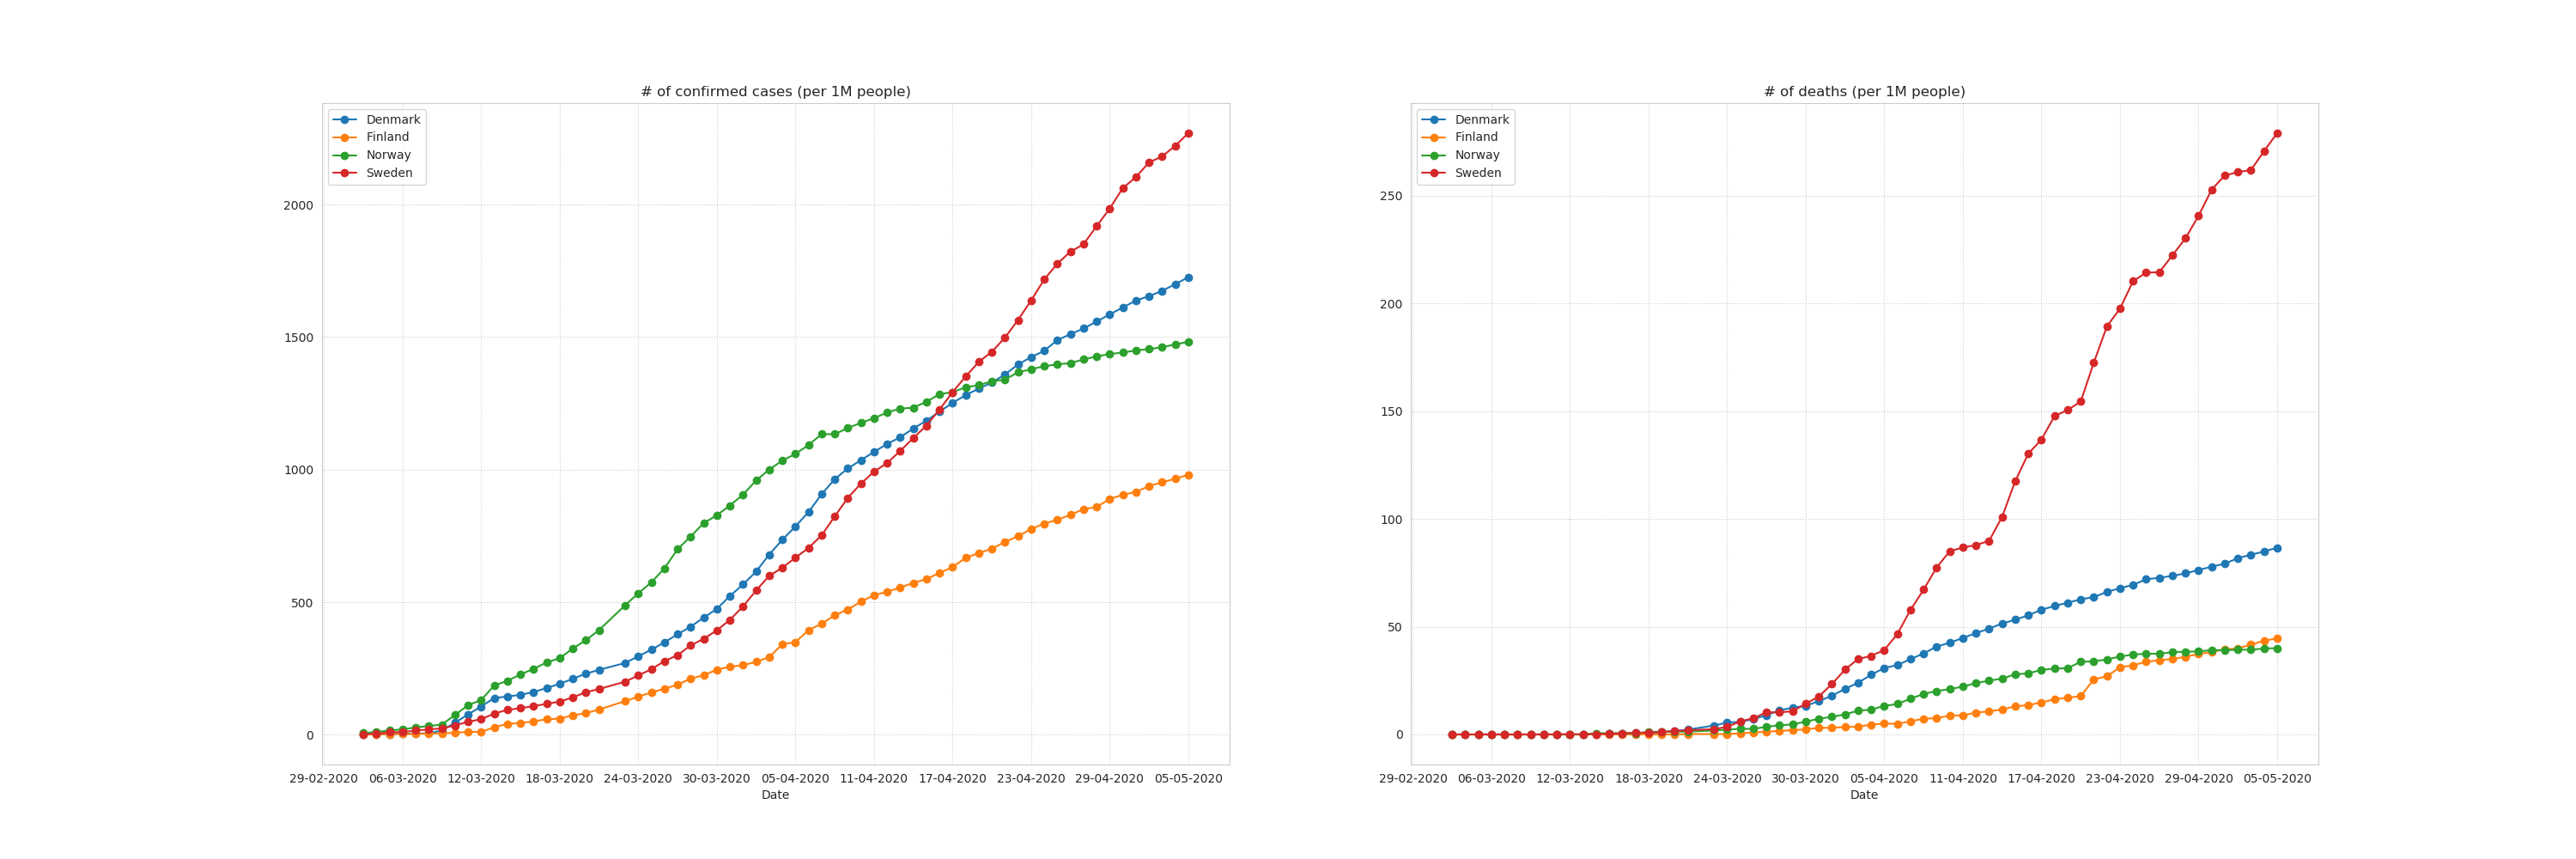 # of confirmed cases (per 1M people)
Denmark
Finland
Norway
Sweden
2000
1500
1000
500
0
29-02-2020 06-03-2020 12-03-2020 18-03-2020 24-03-2020 30-03-2020 05-04-2020 11-04-2020 17-04-2020 23-04-2020 29-04-2020 05-05-2020
Date
# of deaths (per 1M people)
Denmark
Finland
Norway
Sweden
250
200
150
100
50
0
29-02-2020 06-03-2020 12-03-2020 18-03-2020 24-03-2020 30-03-2020 05-04-2020 11-04-2020 17-04-2020 23-04-2020 29-04-2020 05-05-2020
Date